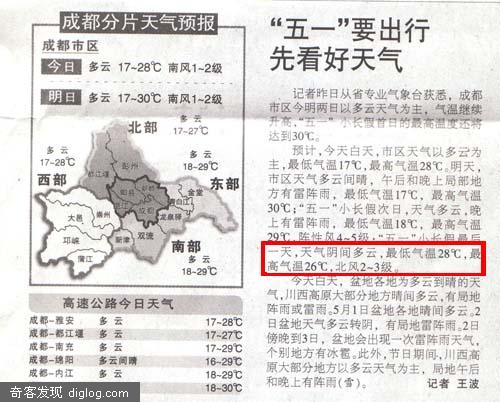 成都分片天气预报
成都市区
今日 多云 17~28℃ 南风1~2级
明日 多云 17~30℃ 南风1~2级
北部
多云
17~27℃
多云
17~28℃
西部
多云
18~29℃
东部
彭州
都江堰
金堂
郫县
新都
青白江
崇州
温江
成都
大邑
龙泉驿
邛崃
新津
双流
蒲江
南部
多云
18~29℃
多云
18~29℃
高速公路今日天气
成都-雅安 多云 17~28℃
成都-都江堰 多云 17~28℃
成都-南充 多云 18~29℃
成都-绵阳 多云间晴 16~29℃
成都-内江 多云 18~29℃
18~30℃
“五一”要出行
先看好天气
记者昨日从省专业气象台获悉，成都
市区今明两日以多云天气为主，气温继续
升高，“五一”小长假首日的最高温度还将
达到30℃。
预计，今天白天，市区天气以多云为
主，最低气温17℃，最高气温28℃。明天，
市区天气多云间晴，午后和晚上局部地
方有雷阵雨，最低气温17℃，最高气温
30℃；“五一”小长假次日，天气多云，晚
上有雷阵雨，最低气温18℃，最高气温
29℃，阵性风4~5级；“五一”小长假最后
一天，天气阴间多云，最低气温28℃，最
高气温26℃，北风2~3级。
今天白天，盆地各地为多云到晴的天
气，川西高原大部分地方晴间多云，有局地
阵雨或雷雨。5月1日盆地各地晴间多云。2
日盆地天气多云转阴，有局地雷阵雨。2日
傍晚到3日，盆地会出现一次雷阵雨天气，
个别地方有冰雹。此外，节日期间，川西高
原大部分地方以多云天气为主，局地午后
和晚上有阵雨（雪）。 记者 王波
奇客发现 diglog.com